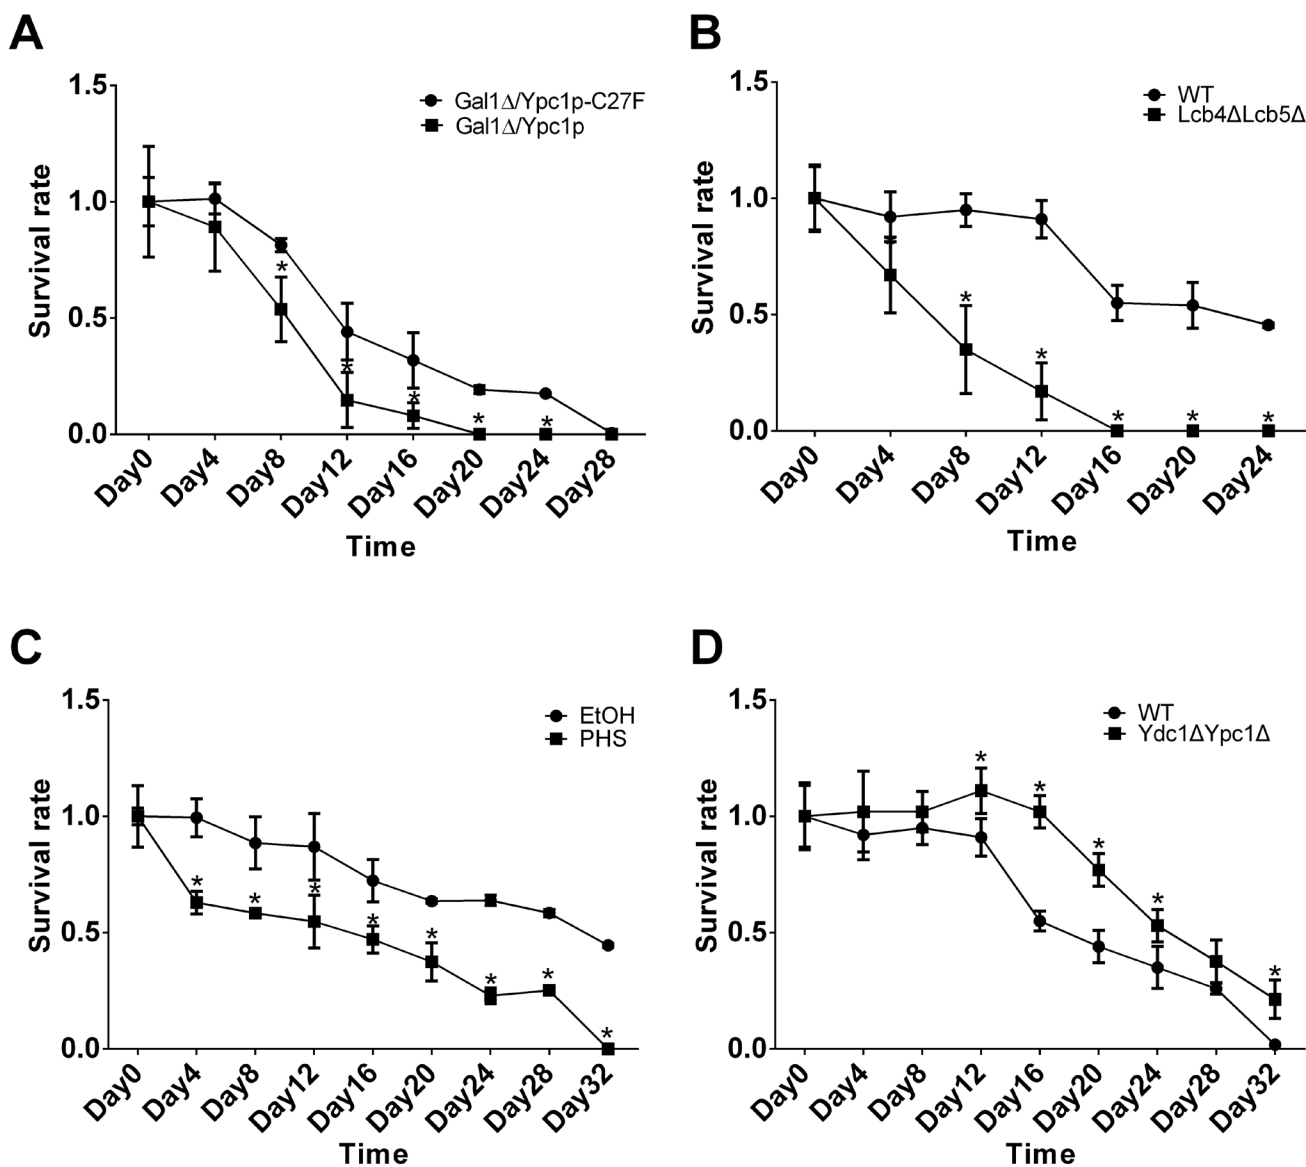 A
1.5
1.0
0.5
0.0
Survival rate
Gal1Δ/Ypc1p-C27F
Gal1Δ/Ypc1p
*
*
*
*
*
Day0
Day4
Day8
Day12
Day16
Day20
Day24
Day28
Time
B
1.5
1.0
0.5
0.0
Survival rate
WT
Lcb4ΔLcb5Δ
*
*
*
*
*
Day0
Day4
Day8
Day12
Day16
Day20
Day24
Time
C
1.5
1.0
0.5
0.0
Survival rate
EtOH
PHS
*
*
*
*
*
*
*
*
Day0
Day4
Day8
Day12
Day16
Day20
Day24
Day28
Day32
Time
D
1.5
1.0
0.5
0.0
Survival rate
WT
Ydc1ΔYpc1Δ
*
*
*
*
*
Day0
Day4
Day8
Day12
Day16
Day20
Day24
Day28
Day32
Time